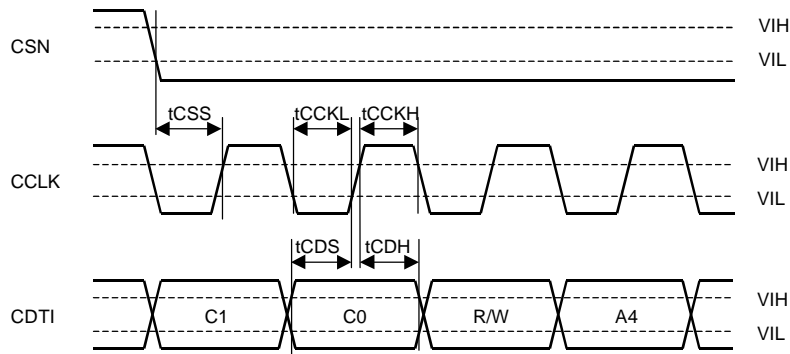 CSN
VIH
VIL
tCSS
tCCKL
tCCKH
CCLK
VIH
VIL
tCDS
tCDH
CDTI
C1
C0
R/W
A4
VIH
VIL